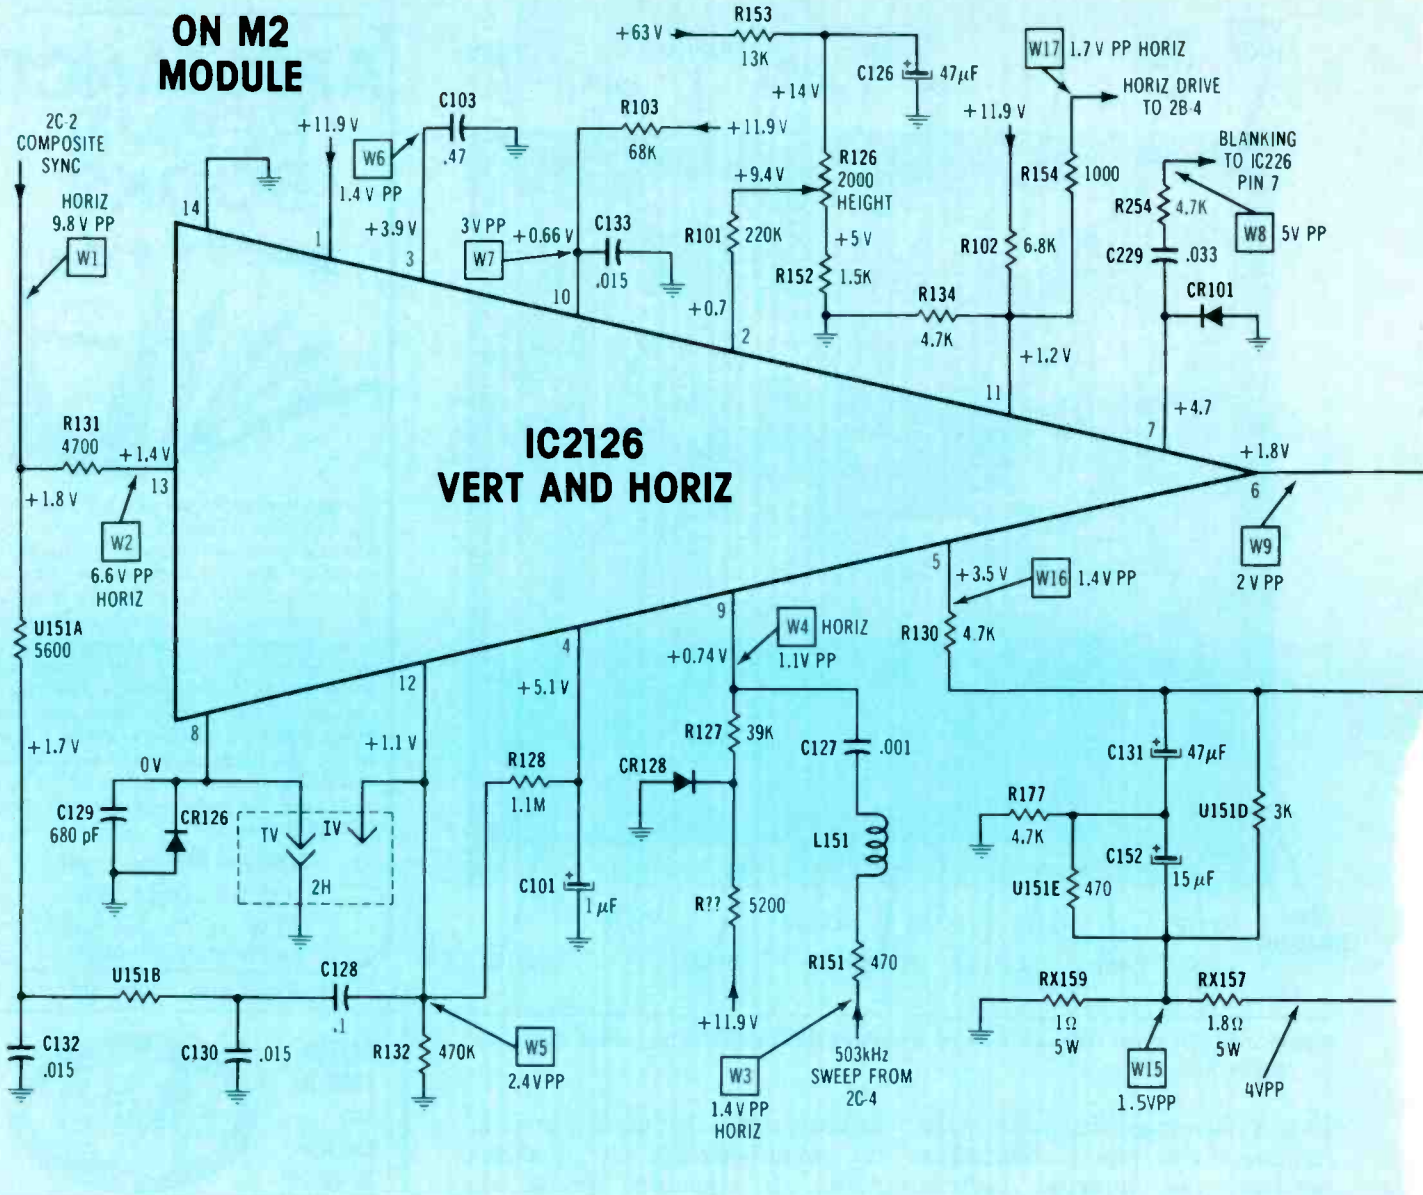 ON M2
MODULE
2C-2
COMPOSITE
SYNC
HORIZ
9.8 V PP
W1
14
+11.9 V
1
W6
1.4 V PP
+3.9 V
3
C103
.47
R103
68K
+11.9 V
3 V PP
W7
+0.66 V
C133
.015
10
+63 V
R153
13K
+14 V
C126
+
47µF
R126
2000
HEIGHT
+9.4 V
R101
220K
+0.7
2
+5 V
R152
1.5K
R134
4.7K
W17
1.7 V PP HORIZ
HORIZ DRIVE
TO 2B-4
+11.9 V
R154
1000
R102
6.8K
+1.2 V
11
BLANKING
TO IC226
PIN 7
R254
4.7K
W8
5V PP
C229
.033
CR101
+4.7
7
R131
4700
+1.4 V
13
+1.8 V
W2
6.6 V PP
HORIZ
IC2126
VERT AND HORIZ
+1.8V
6
W9
2 V PP
U151A
5600
+1.7 V
8
0V
C129
680 pF
CR126
TV
IV
2H
12
+1.1 V
4
+5.1 V
R128
1.1M
C101
+
1 µF
9
+0.74 V
W4
HORIZ
1.1V PP
R127
39K
CR128
C127
.001
L151
R??
5200
R151
470
+11.9 V
W3
1.4 V PP
HORIZ
503kHz
SWEEP FROM
2C-4
5
+3.5 V
W16
1.4 V PP
R130
4.7K
C131
+
47µF
R177
4.7K
C152
+
15 µF
U151D
3K
U151E
470
U151B
C128
.1
C132
.015
C130
.015
R132
470K
W5
2.4V PP
RX159
1Ω
5W
RX157
1.8Ω
5W
W15
1.5VPP
4VPP